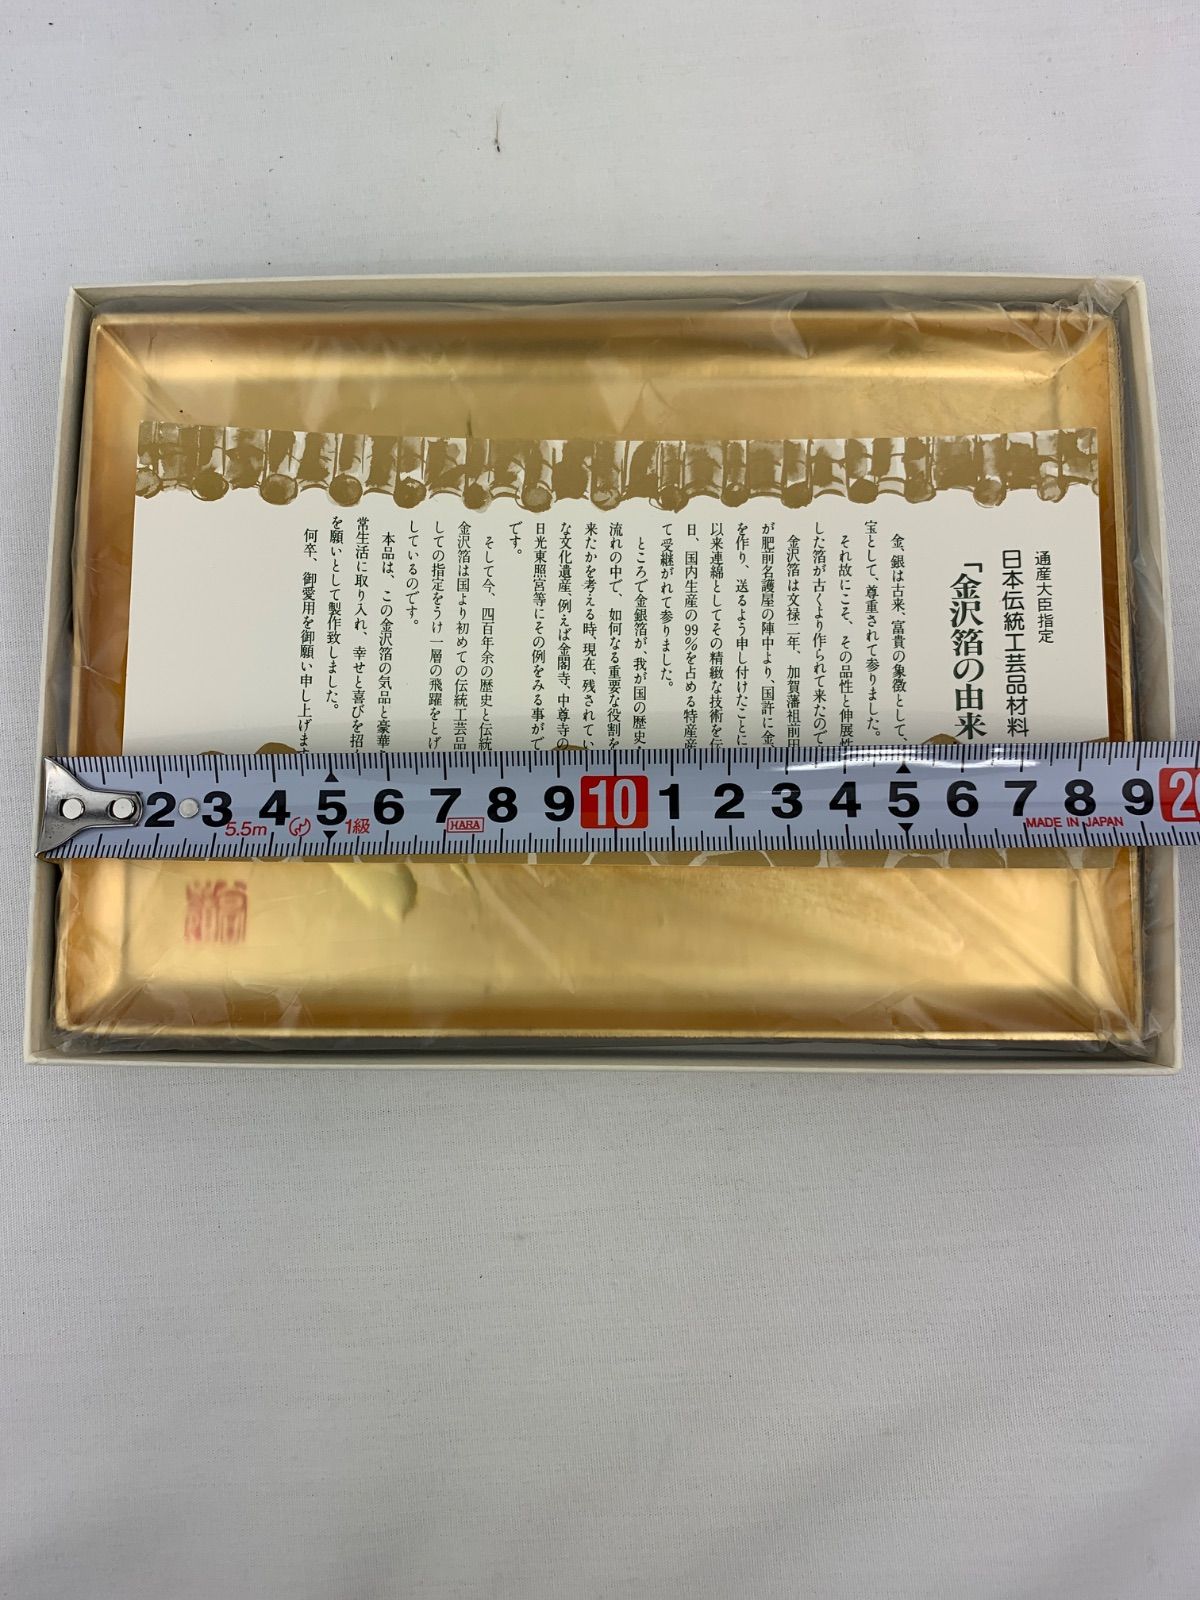 通産大臣指定
日本伝統工芸品材料
「金沢箔の由来
金、銀は古来、富貴の象徴として、
宝として、尊重されて参りました。
それ故にこそ、その品性と伸展性
した箔が古くより作られて来たので
金沢箔は文禄二年、加賀藩祖前田
が肥前名護屋の陣中より、国許に金、
を作り、送るよう申し付けたことに
以来連綿としてその精緻な技術を伝
日、国内生産の99%を占める特産産
て受継がれて参りました。
ところで金銀箔が、我が国の歴史
流れの中で、如何なる重要な役割を
来たかを考える時、現在、残されてい
な文化遺産、例えば金閣寺、中尊寺の
日光東照宮等にその例をみる事がで
です。
そして今、四百年余の歴史と伝統
金沢箔は国より初めての伝統工芸品
しての指定をうけ一層の飛躍をとげ
しているのです。
本品は、この金沢箔の気品と豪華
常生活に取り入れ、幸せと喜びを招
を願いとして製作致しました。
何卒、御愛用を御願い申し上げます
2 3 4 5 6 7 8 9 10 1 2 3 4 5 6 7 8 9 20
5.5m 1級 HARA MADE IN JAPAN